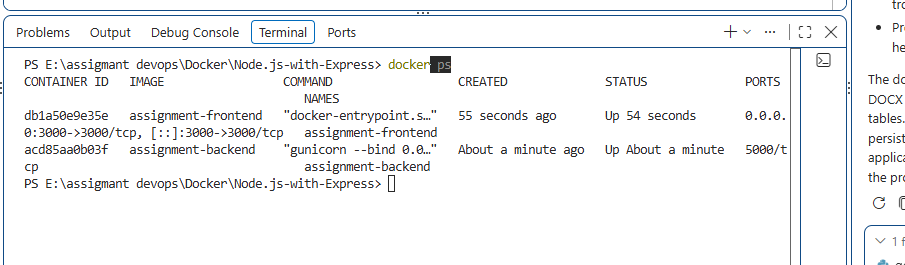 Problems Output Debug Console Terminal Ports
PS E:\assigmant devops\Docker\Node.js-with-Express> docker ps
CONTAINER ID IMAGE COMMAND CREATED STATUS PORTS
NAMES
db1a50e9e35e assignment-frontend "docker-entrypoint.s…" 55 seconds ago Up 54 seconds 0.0.0.
0:3000->3000/tcp, [::]:3000->3000/tcp assignment-frontend
acd85aa0b03f assignment-backend "gunicorn --bind 0.0…" About a minute ago Up About a minute 5000/t
cp assignment-backend
PS E:\assigmant devops\Docker\Node.js-with-Express>
tro
• Pr
he
The do
DOCX
tables.
persist
applica
the pro
1 f